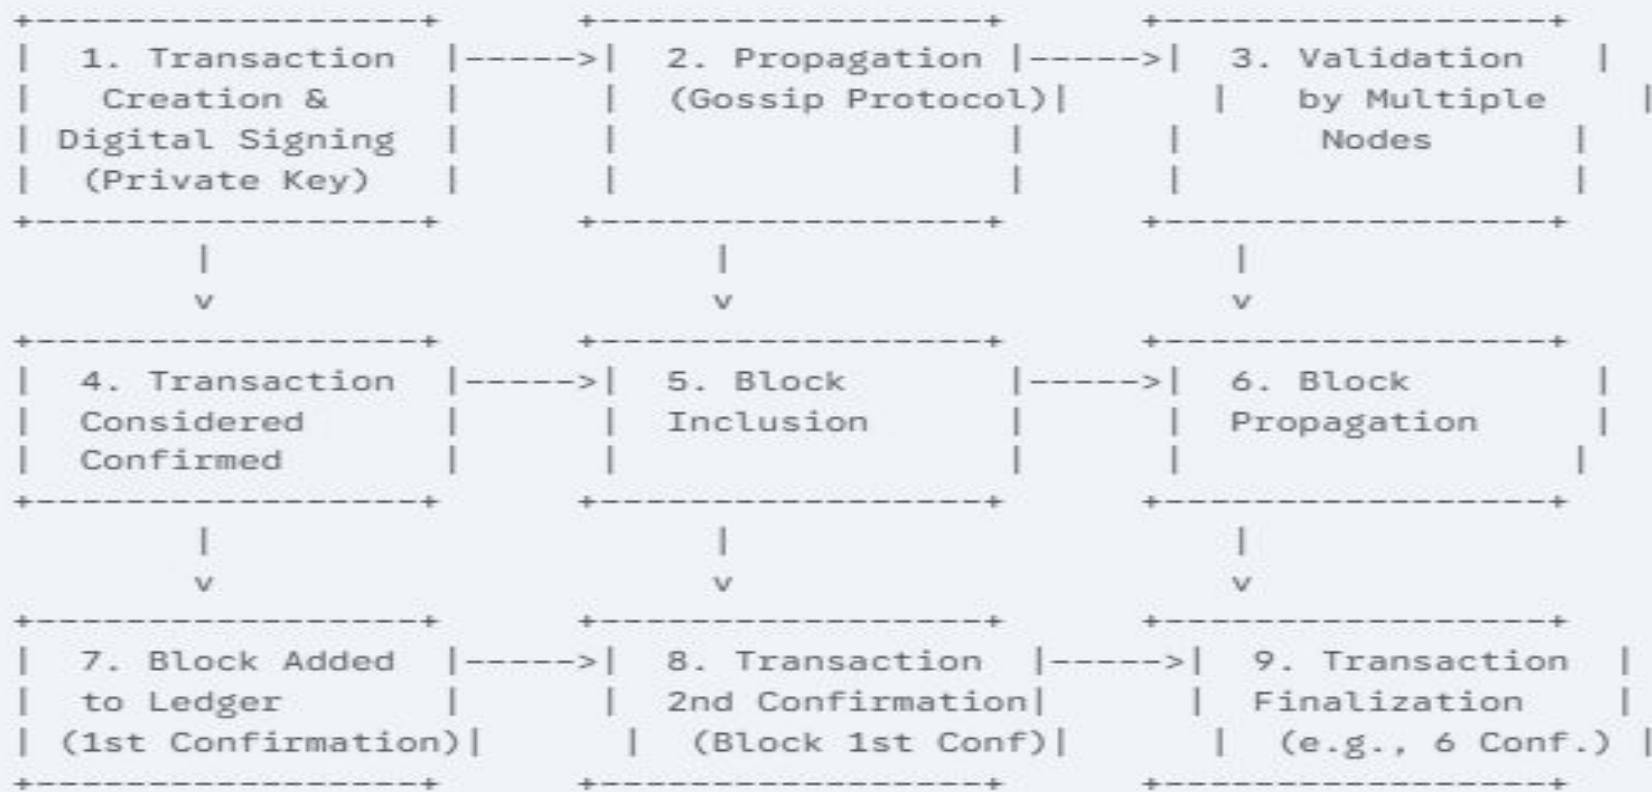 1. Transaction Creation & Digital Signing (Private Key)
2. Propagation (Gossip Protocol)
3. Validation by Multiple Nodes
4. Transaction Considered Confirmed
5. Block Inclusion
6. Block Propagation
7. Block Added to Ledger (1st Confirmation)
8. Transaction 2nd Confirmation (Block 1st Conf)
9. Transaction Finalization (e.g., 6 Conf.)